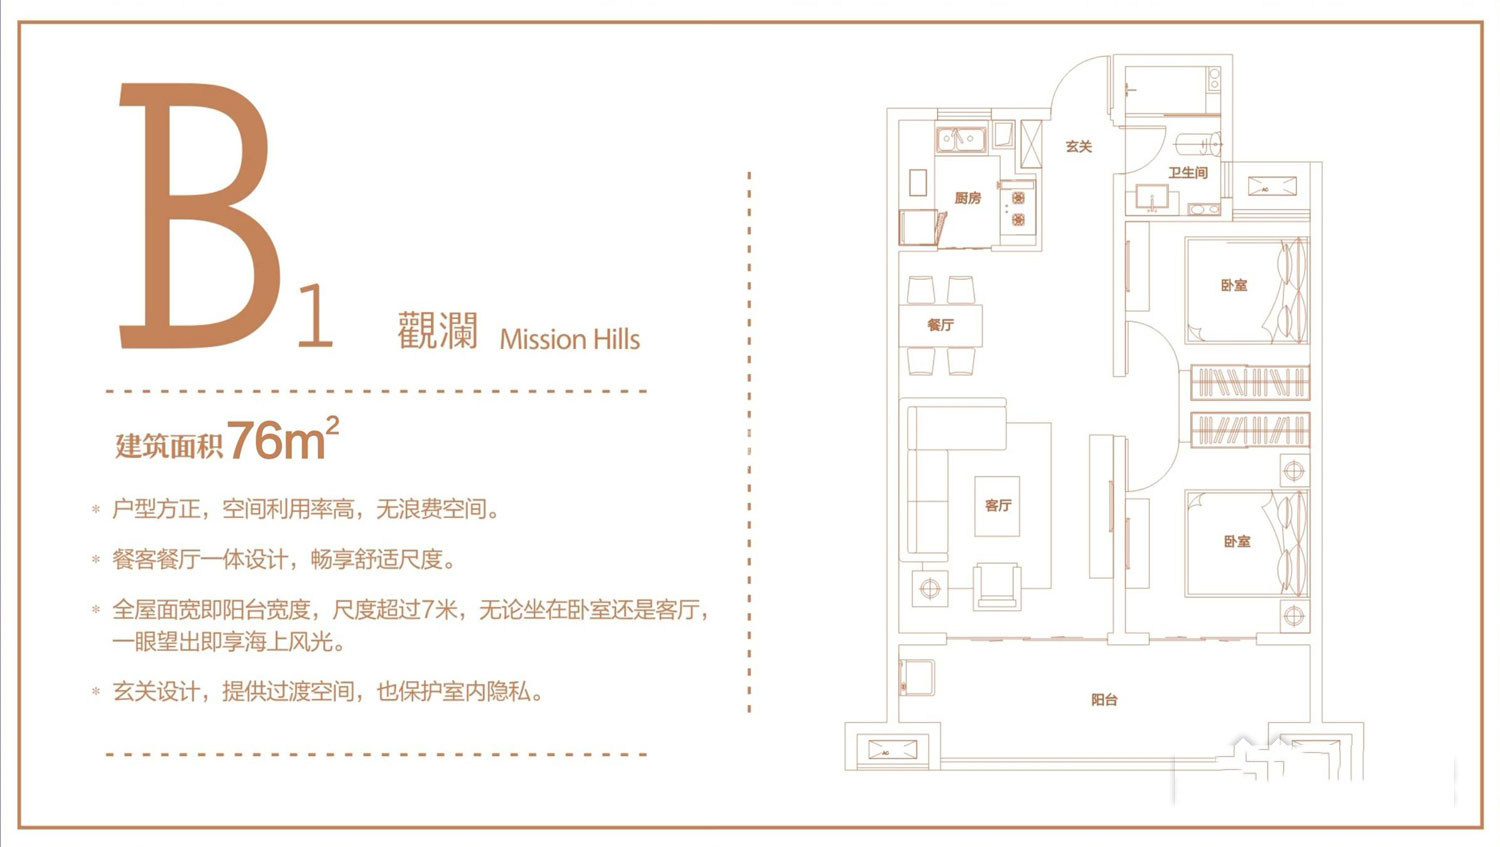 B1 觀瀾 Mission Hills
建筑面积76m²
* 户型方正，空间利用率高，无浪费空间。
* 餐客餐厅一体设计，畅享舒适尺度。
* 全屋面宽即阳台宽度，尺度超过7米，无论坐在卧室还是客厅，
一眼望出即享海上风光。
* 玄关设计，提供过渡空间，也保护室内隐私。
玄关
卫生间
厨房
AC
卧室
餐厅
客厅
卧室
阳台
AC